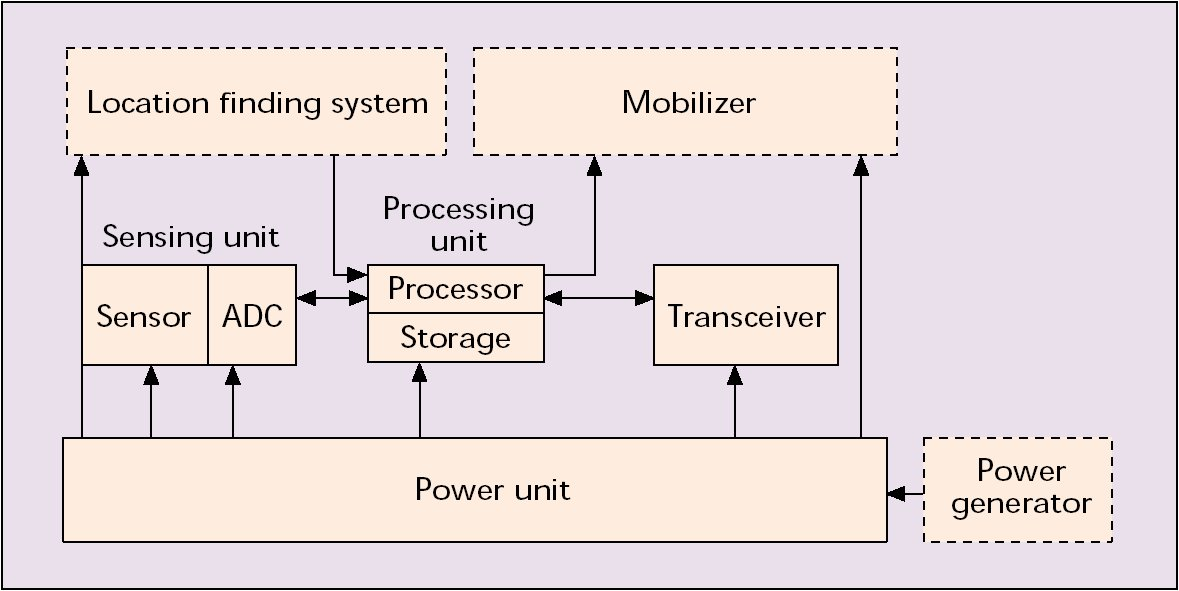 Location finding system
Mobilizer
Sensing unit
Processing
unit
Sensor
ADC
Processor
Storage
Transceiver
Power unit
Power
generator